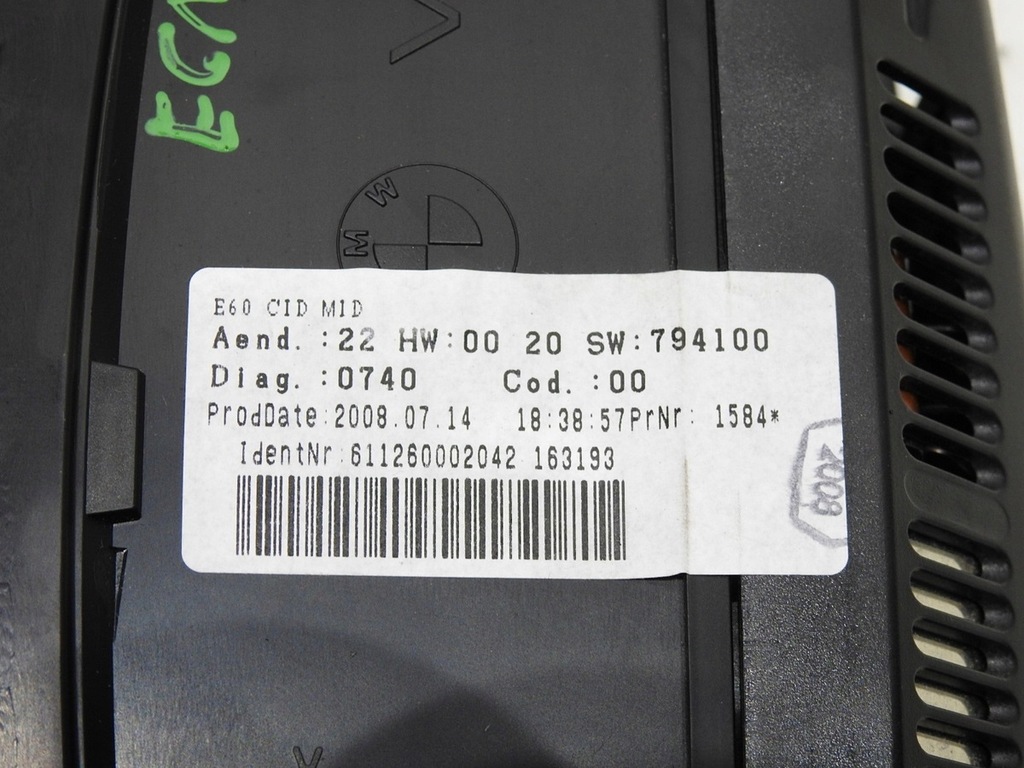 BMW
E60 CID MID
Aend. :22 HW:00 20 SW:794100
Diag. :0740 Cod. :00
ProdDate:2008.07.14 18:38:57PrNr: 1584*
IdentNr:611260002042 163193
2008